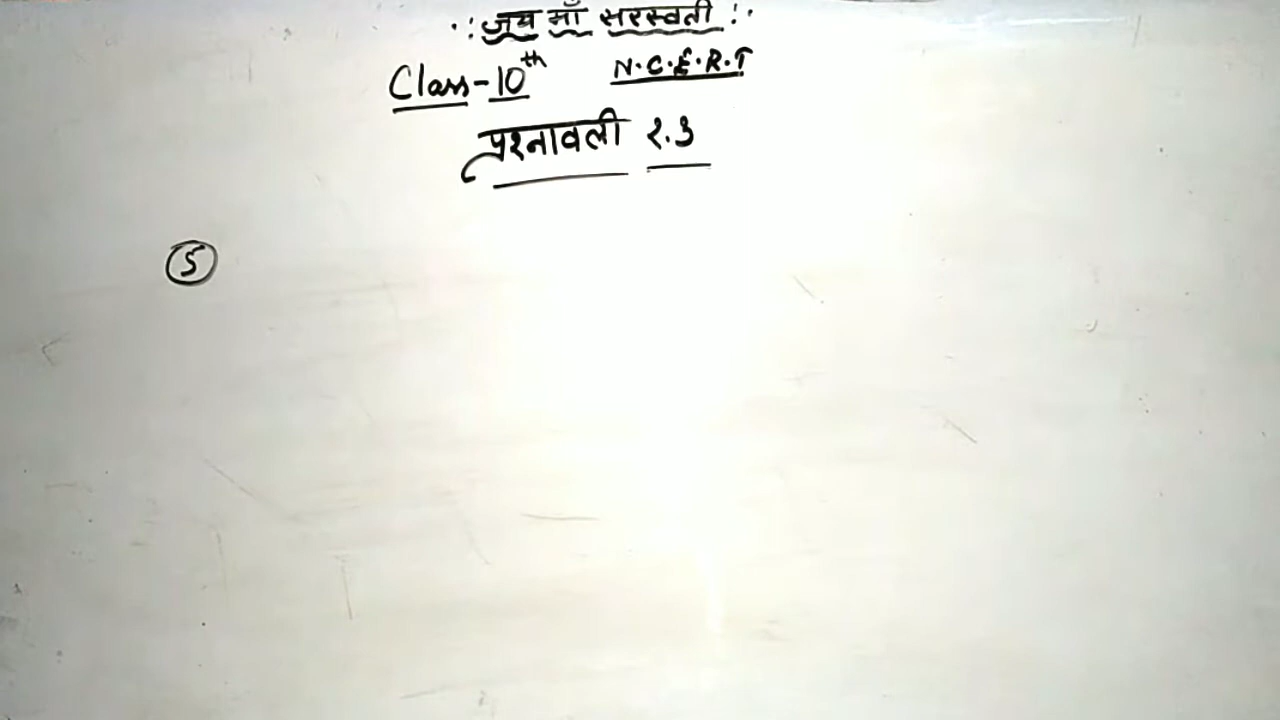 .: जय माँ सरस्वती :.
Class-10th N.C.E.R.T
प्रश्नावली २.३
5